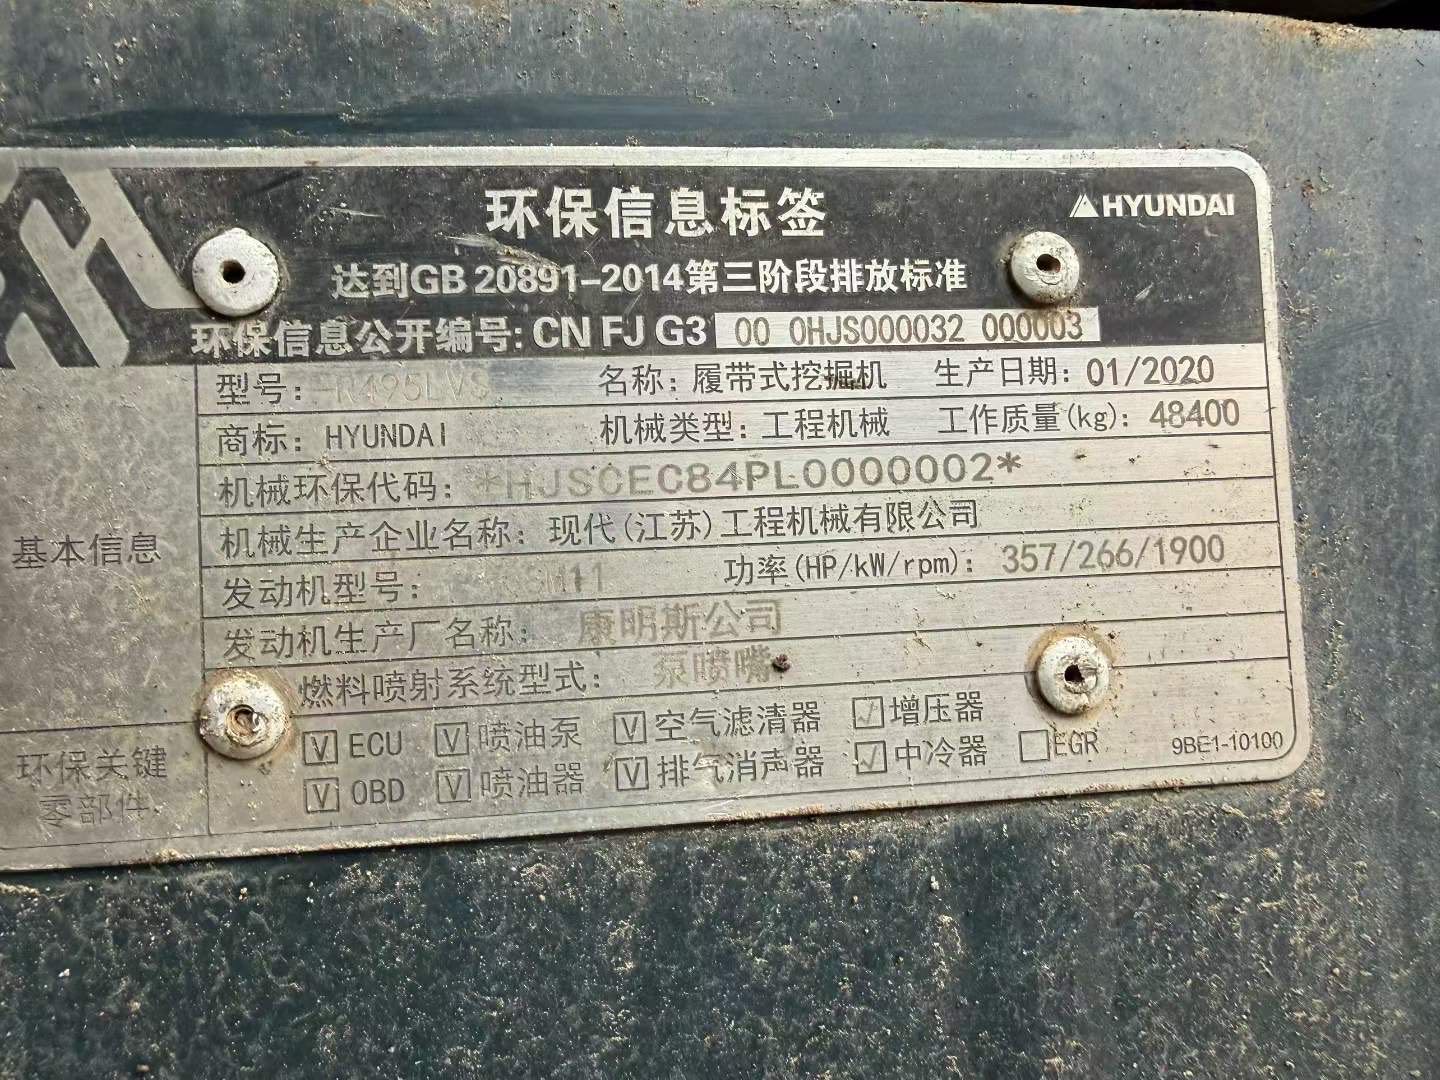 环保信息标签
HYUNDAI
达到GB 20891-2014第三阶段排放标准
环保信息公开编号: CN FJ G3 00 0HJS000032 000003
基本信息
型号: R495LVS 名称: 履带式挖掘机 生产日期: 01/2020
商标: HYUNDAI 机械类型: 工程机械 工作质量(kg): 48400
机械环保代码: *HJSCEC84PL0000002*
机械生产企业名称: 现代(江苏)工程机械有限公司
发动机型号: M11 功率(HP/kW/rpm): 357/266/1900
发动机生产厂名称: 康明斯公司
燃料喷射系统型式: 泵喷嘴
环保关键零部件
V ECU V 喷油泵 V 空气滤清器 √ 增压器
V OBD V 喷油器 V 排气消声器 √ 中冷器 EGR
9BE1-10100